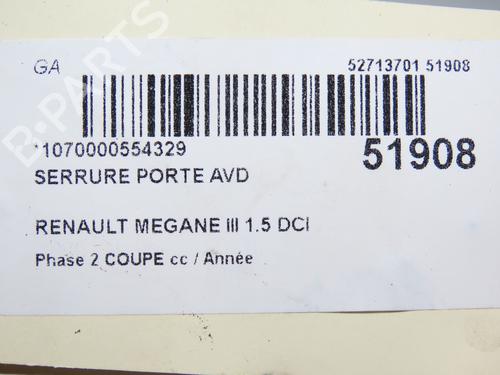 GA
52713701 51908
*1070000554329
51908
SERRURE PORTE AVD
RENAULT MEGANE III 1.5 DCI
Phase 2 COUPE cc / Année
B-PARTS